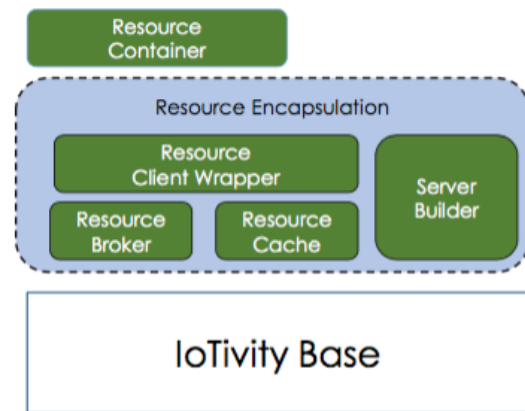 Resource
Container
Resource Encapsulation
Resource
Client Wrapper
Server
Builder
Resource
Broker
Resource
Cache
IoTivity Base